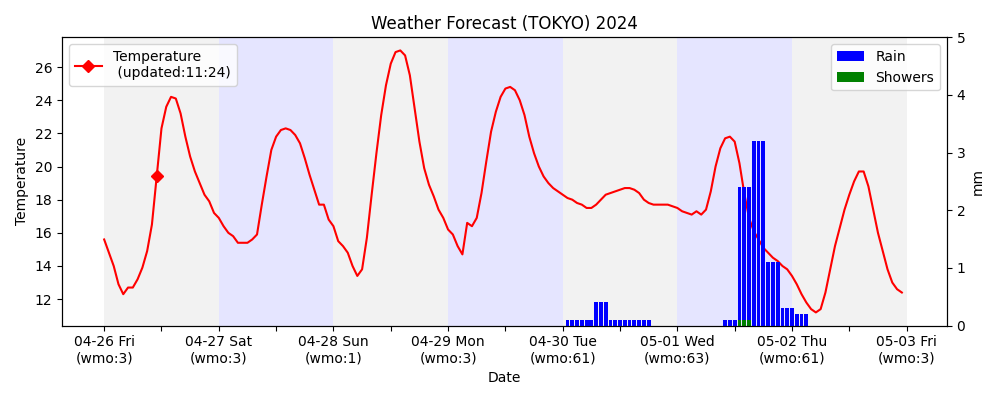 Weather Forecast (TOKYO) 2024
Temperature
(updated:11:24)
Rain
Showers
26
24
22
20
18
16
14
12
Temperature
5
4
3
2
1
0
mm
04-26 Fri 04-27 Sat 04-28 Sun 04-29 Mon 04-30 Tue 05-01 Wed 05-02 Thu 05-03 Fri
(wmo:3) (wmo:3) (wmo:1) (wmo:3) (wmo:61) (wmo:63) (wmo:61) (wmo:3)
Date